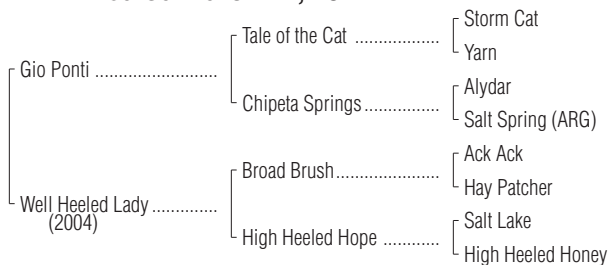 Storm Cat
Tale of the Cat ..................
Yarn
Gio Ponti ..........................
Alydar
Chipeta Springs................
Salt Spring (ARG)
Ack Ack
Broad Brush......................
Hay Patcher
Well Heeled Lady ..............
(2004)
Salt Lake
High Heeled Hope ............
High Heeled Honey